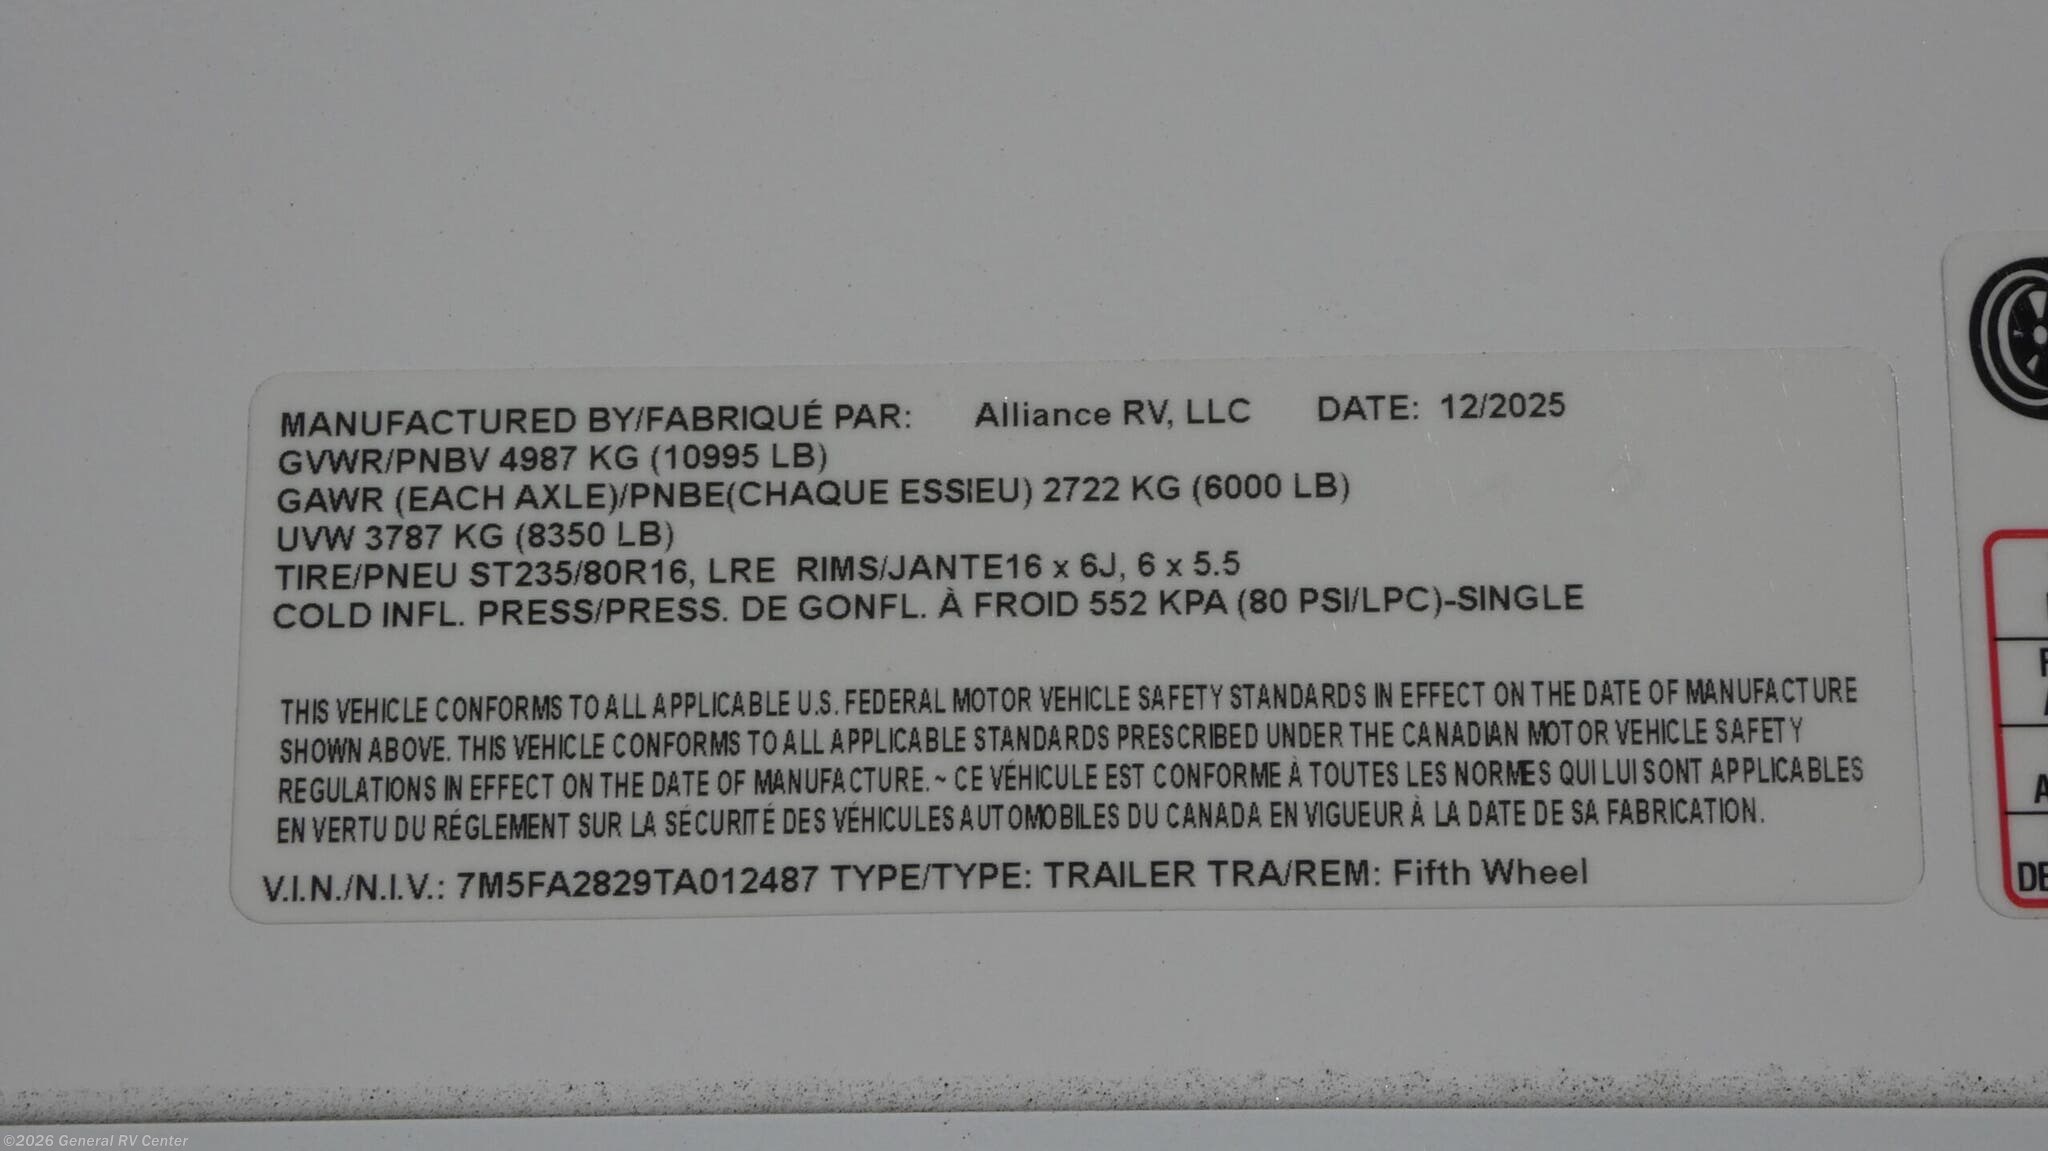 MANUFACTURED BY/FABRIQUÉ PAR: Alliance RV, LLC DATE: 12/2025
GVWR/PNBV 4987 KG (10995 LB)
GAWR (EACH AXLE)/PNBE(CHAQUE ESSIEU) 2722 KG (6000 LB)
UVW 3787 KG (8350 LB)
TIRE/PNEU ST235/80R16, LRE RIMS/JANTE16 x 6J, 6 x 5.5
COLD INFL. PRESS/PRESS. DE GONFL. À FROID 552 KPA (80 PSI/LPC)-SINGLE
THIS VEHICLE CONFORMS TO ALL APPLICABLE U.S. FEDERAL MOTOR VEHICLE SAFETY STANDARDS IN EFFECT ON THE DATE OF MANUFACTURE
SHOWN ABOVE. THIS VEHICLE CONFORMS TO ALL APPLICABLE STANDARDS PRESCRIBED UNDER THE CANADIAN MOTOR VEHICLE SAFETY
REGULATIONS IN EFFECT ON THE DATE OF MANUFACTURE. ~ CE VÉHICULE EST CONFORME À TOUTES LES NORMES QUI LUI SONT APPLICABLES
EN VERTU DU RÉGLEMENT SUR LA SÉCURITÉ DES VÉHICULES AUTOMOBILES DU CANADA EN VIGUEUR À LA DATE DE SA FABRICATION.
V.I.N./N.I.V.: 7M5FA2829TA012487 TYPE/TYPE: TRAILER TRA/REM: Fifth Wheel
DE
©2026 General RV Center